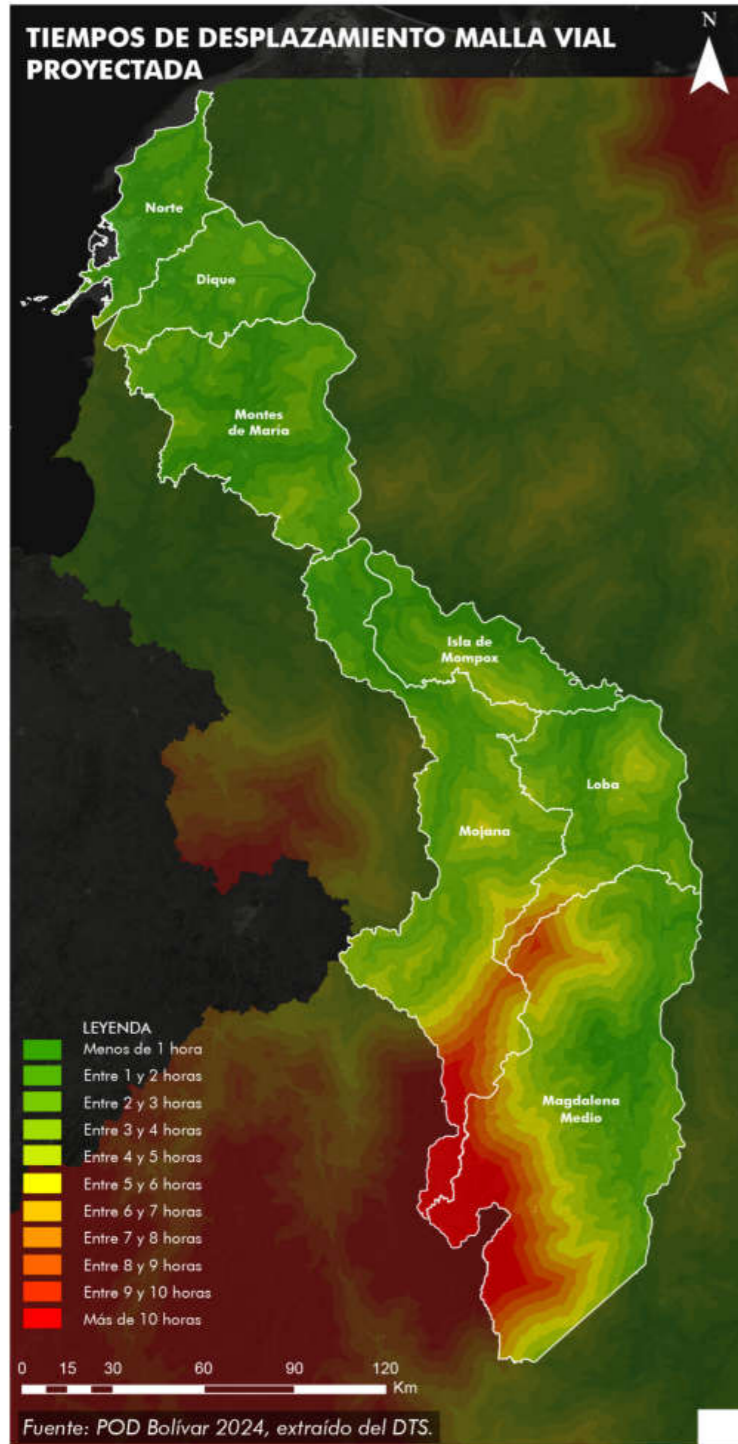 TIEMPOS DE DESPLAZAMIENTO MALLA VIAL
PROYECTADA
N
Norte
Dique
Montes
de María
Isla de
Mompox
Loba
Mojana
Magdalena
Medio
LEYENDA
Menos de 1 hora
Entre 1 y 2 horas
Entre 2 y 3 horas
Entre 3 y 4 horas
Entre 4 y 5 horas
Entre 5 y 6 horas
Entre 6 y 7 horas
Entre 7 y 8 horas
Entre 8 y 9 horas
Entre 9 y 10 horas
Más de 10 horas
0 15 30 60 90 120
Km
Fuente: POD Bolívar 2024, extraído del DTS.